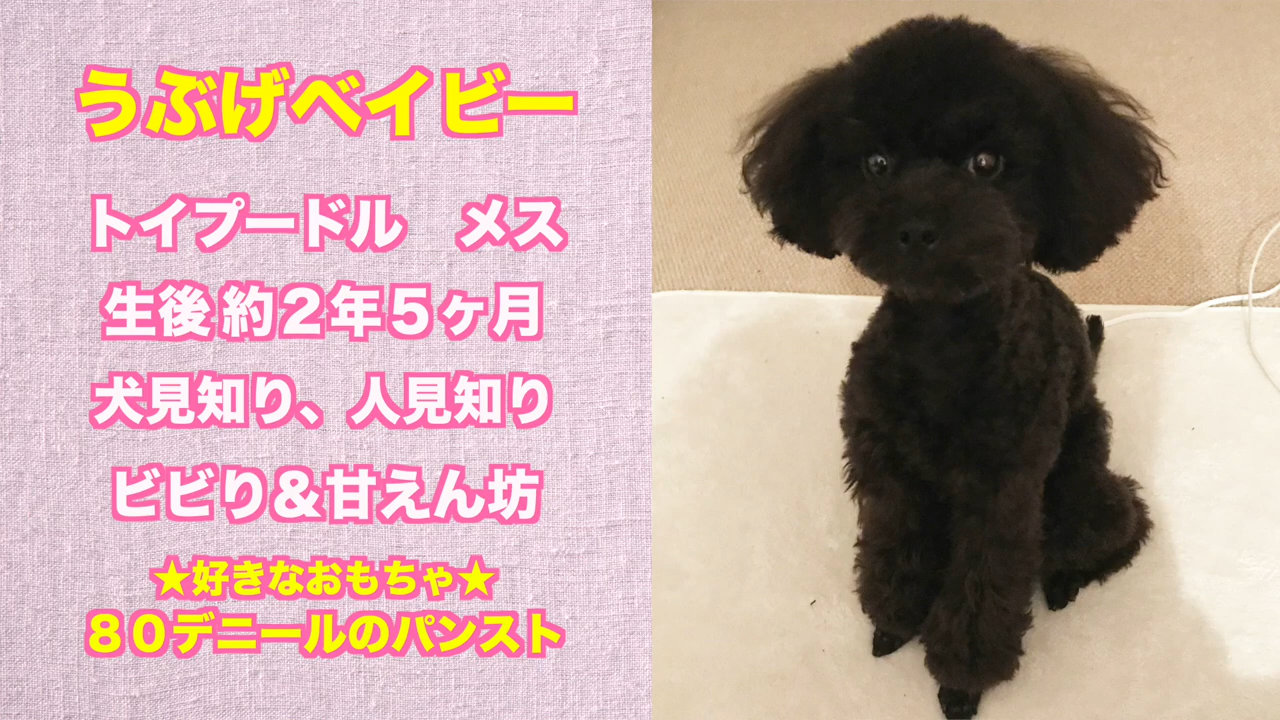 うぶげベイビー
トイプードル　メス
生後約２年５ヶ月
犬見知り、人見知り
ビビり＆甘えん坊
★好きなおもちゃ★
８０デニールのパンスト